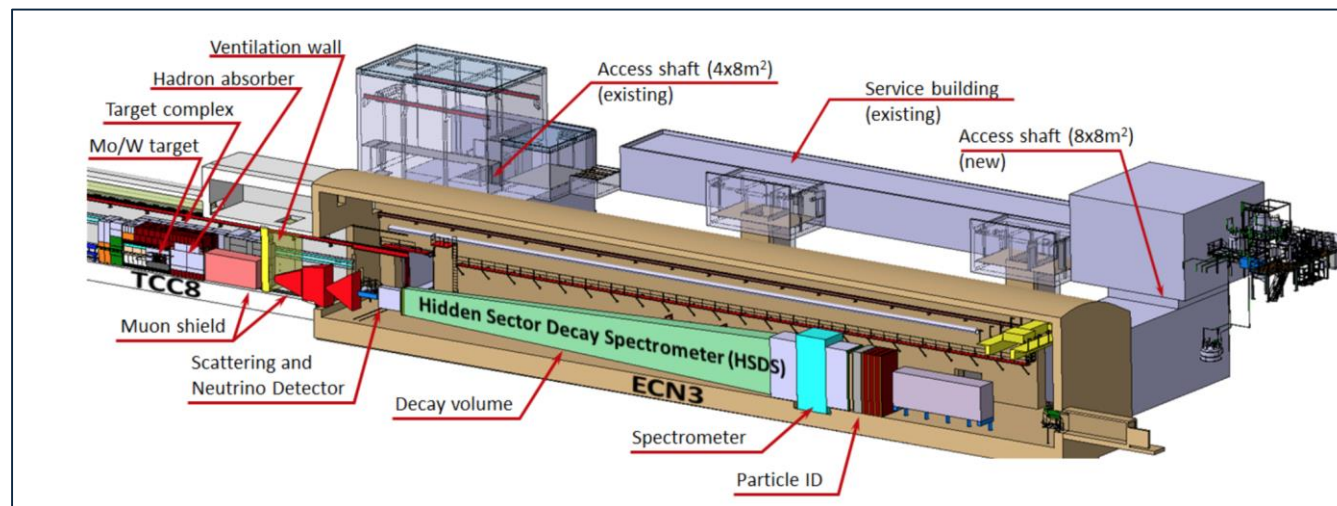 Ventilation wall
Hadron absorber
Target complex
Mo/W target
Access shaft (4x8m²)
(existing)
Service building
(existing)
Access shaft (8x8m²)
(new)
TCC8
Muon shield
Scattering and
Neutrino Detector
Hidden Sector Decay Spectrometer (HSDS)
Decay volume
ECN3
Spectrometer
Particle ID